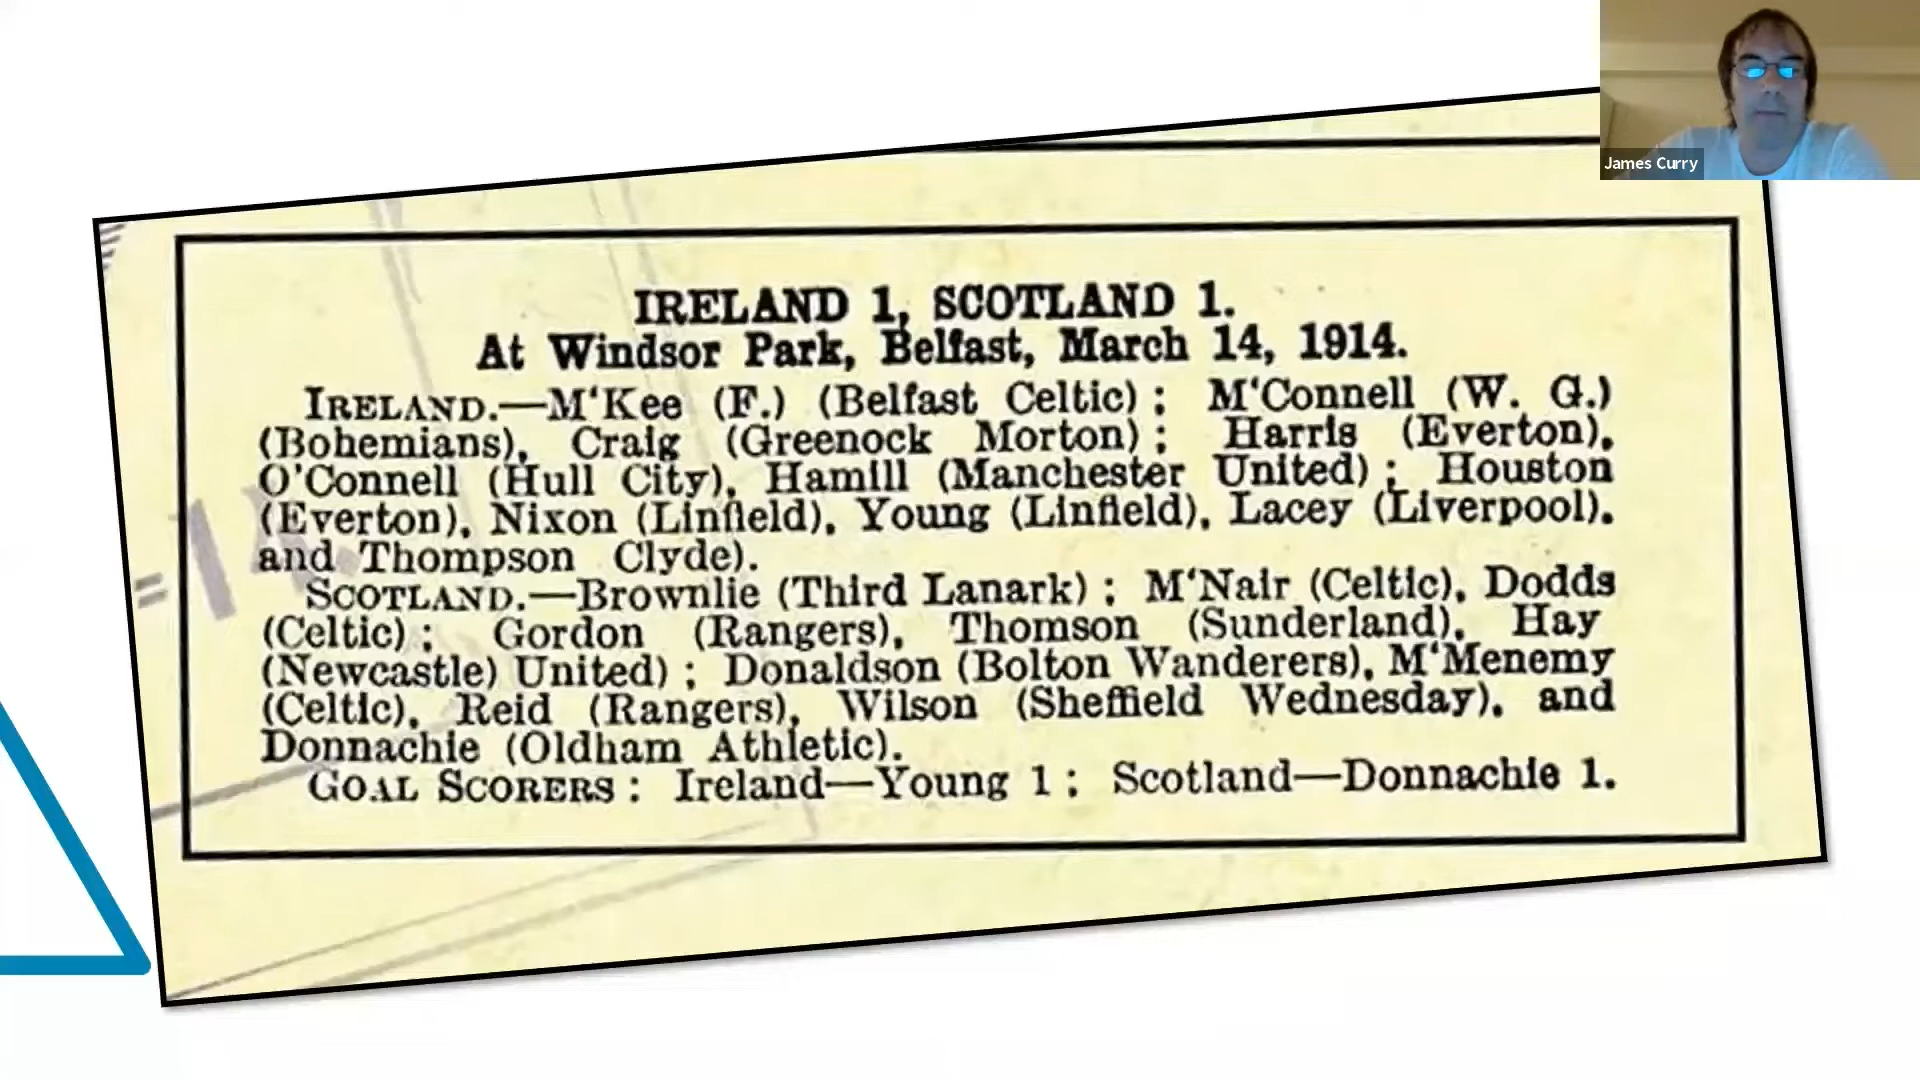 James Curry
IRELAND 1, SCOTLAND 1.
At Windsor Park, Belfast, March 14, 1914.
IRELAND.—M‘Kee (F.) (Belfast Celtic) ; M‘Connell (W. G.)
(Bohemians), Craig (Greenock Morton) ; Harris (Everton),
O'Connell (Hull City), Hamill (Manchester United) ; Houston
(Everton), Nixon (Linfield), Young (Linfield), Lacey (Liverpool),
and Thompson Clyde).
SCOTLAND.—Brownlie (Third Lanark) ; M‘Nair (Celtic), Dodds
(Celtic) ; Gordon (Rangers), Thomson (Sunderland), Hay
(Newcastle) United) ; Donaldson (Bolton Wanderers), M‘Menemy
(Celtic), Reid (Rangers), Wilson (Sheffield Wednesday), and
Donnachie (Oldham Athletic).
GOAL SCORERS : Ireland—Young 1 ; Scotland—Donnachie 1.